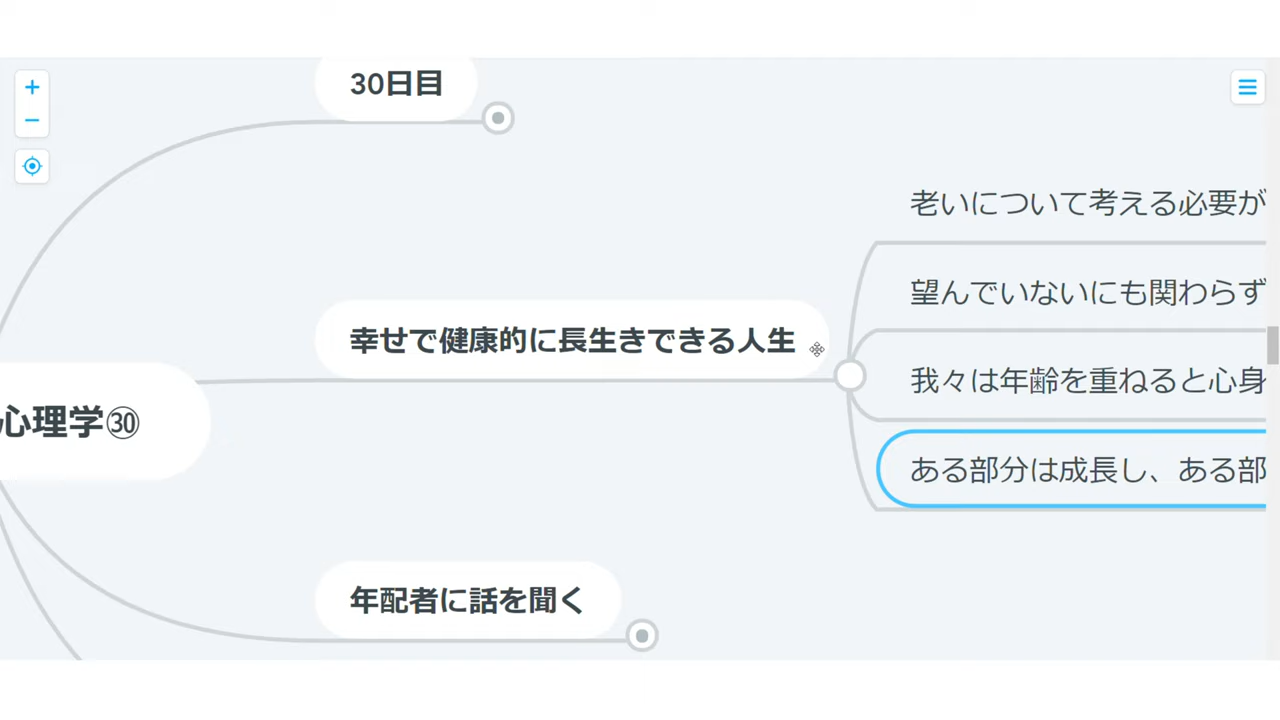 30日目
老いについて考える必要が
望んでいないにも関わらず
幸せで健康的に長生きできる人生
我々は年齢を重ねると心身
心理学㉚
ある部分は成長し、ある部
年配者に話を聞く